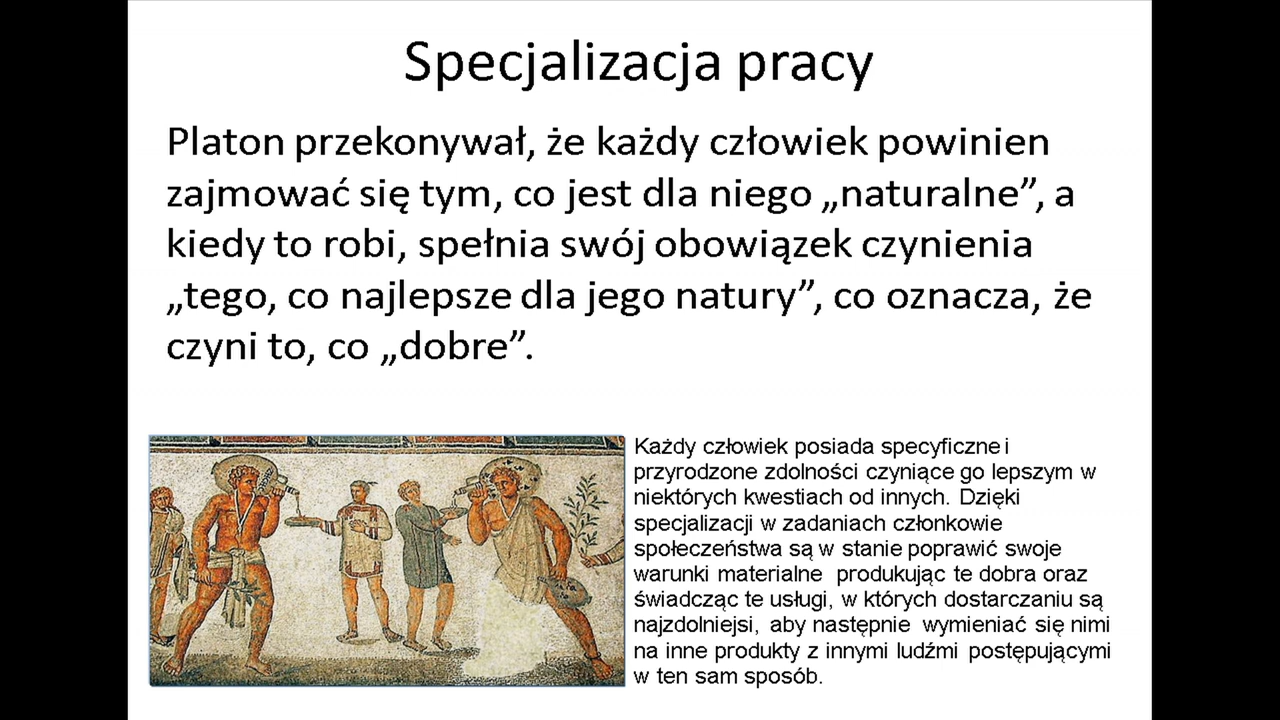 Specjalizacja pracy
Platon przekonywał, że każdy człowiek powinien
zajmować się tym, co jest dla niego „naturalne”, a
kiedy to robi, spełnia swój obowiązek czynienia
„tego, co najlepsze dla jego natury”, co oznacza, że
czyni to, co „dobre”.
Każdy człowiek posiada specyficzne i
przyrodzone zdolności czyniące go lepszym w
niektórych kwestiach od innych. Dzięki
specjalizacji w zadaniach członkowie
społeczeństwa są w stanie poprawić swoje
warunki materialne produkując te dobra oraz
świadcząc te usługi, w których dostarczaniu są
najzdolniejsi, aby następnie wymieniać się nimi
na inne produkty z innymi ludźmi postępującymi
w ten sam sposób.